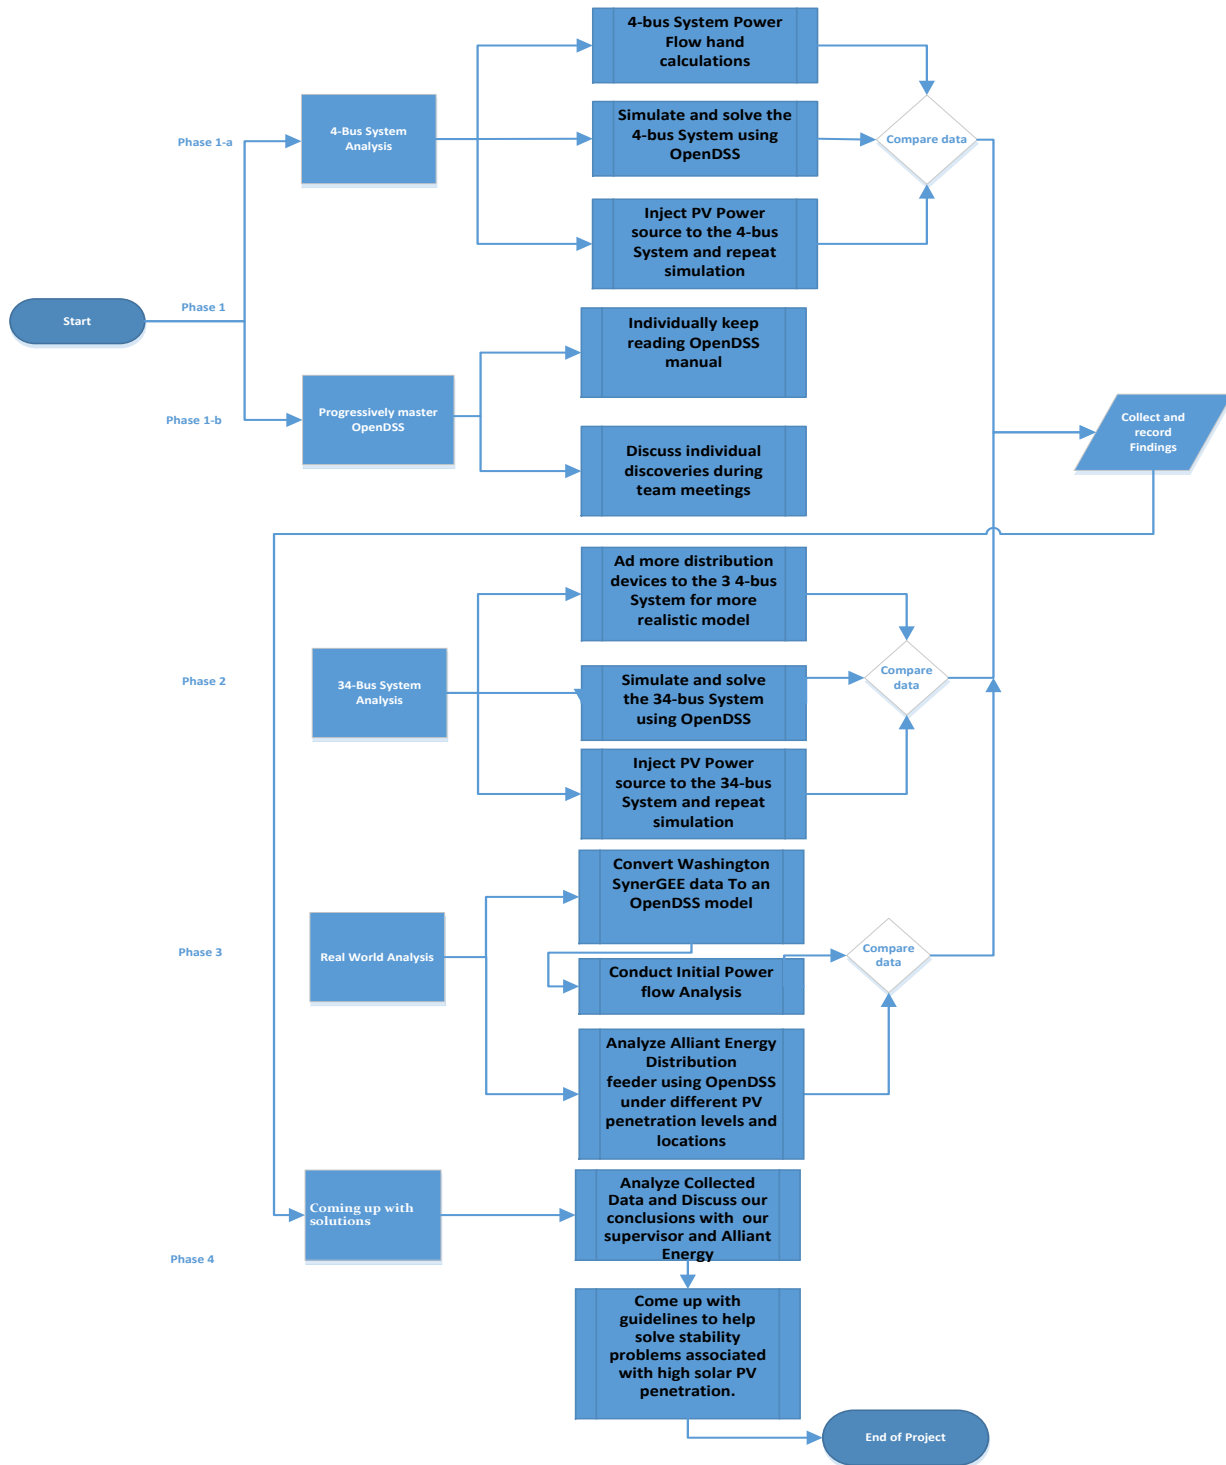 4-bus System Power
Flow hand
calculations
Phase 1-a
4-Bus System
Analysis
Simulate and solve the
4-bus System using
OpenDSS
Compare data
Inject PV Power
source to the 4-bus
System and repeat
simulation
Phase 1
Start
Individually keep
reading OpenDSS
manual
Phase 1-b
Progressively master
OpenDSS
Discuss individual
discoveries during
team meetings
Collect and
record
Findings
Ad more distribution
devices to the 3 4-bus
System for more
realistic model
Phase 2
34-Bus System
Analysis
Simulate and solve
the 34-bus System
using OpenDSS
Compare
data
Inject PV Power
source to the 34-bus
System and repeat
simulation
Convert Washington
SynerGEE data To an
OpenDSS model
Phase 3
Real World Analysis
Conduct Initial Power
flow Analysis
Compare
data
Analyze Alliant Energy
Distribution
feeder using OpenDSS
under different PV
penetration levels and
locations
Coming up with
solutions
Analyze Collected
Data and Discuss our
conclusions with our
supervisor and Alliant
Energy
Phase 4
Come up with
guidelines to help
solve stability
problems associated
with high solar PV
penetration.
End of Project